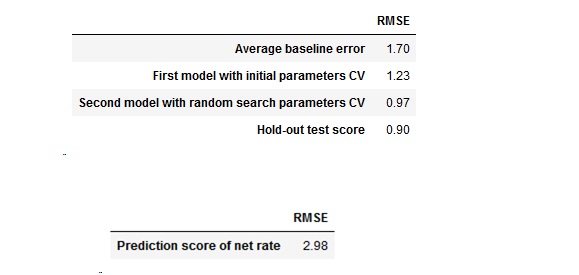 RMSE
Average baseline error 1.70
First model with initial parameters CV 1.23
Second model with random search parameters CV 0.97
Hold-out test score 0.90
RMSE
Prediction score of net rate 2.98